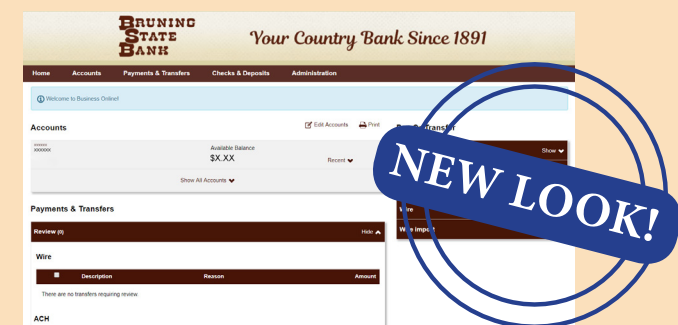 BRUNING
STATE
BANK
Your Country Bank Since 1891
Home Accounts Payments & Transfers Checks & Deposits Administration
Welcome to Business Online!
Accounts
Edit Accounts Print
xxxxxx
xxxxxxx
Available Balance
$X.XX
Recent
Show All Accounts
Show
NEW LOOK!
Payments & Transfers
Review (0) Hide
Wire
Wire import
Wire
Description Reason Amount
There are no transfers requiring review.
ACH